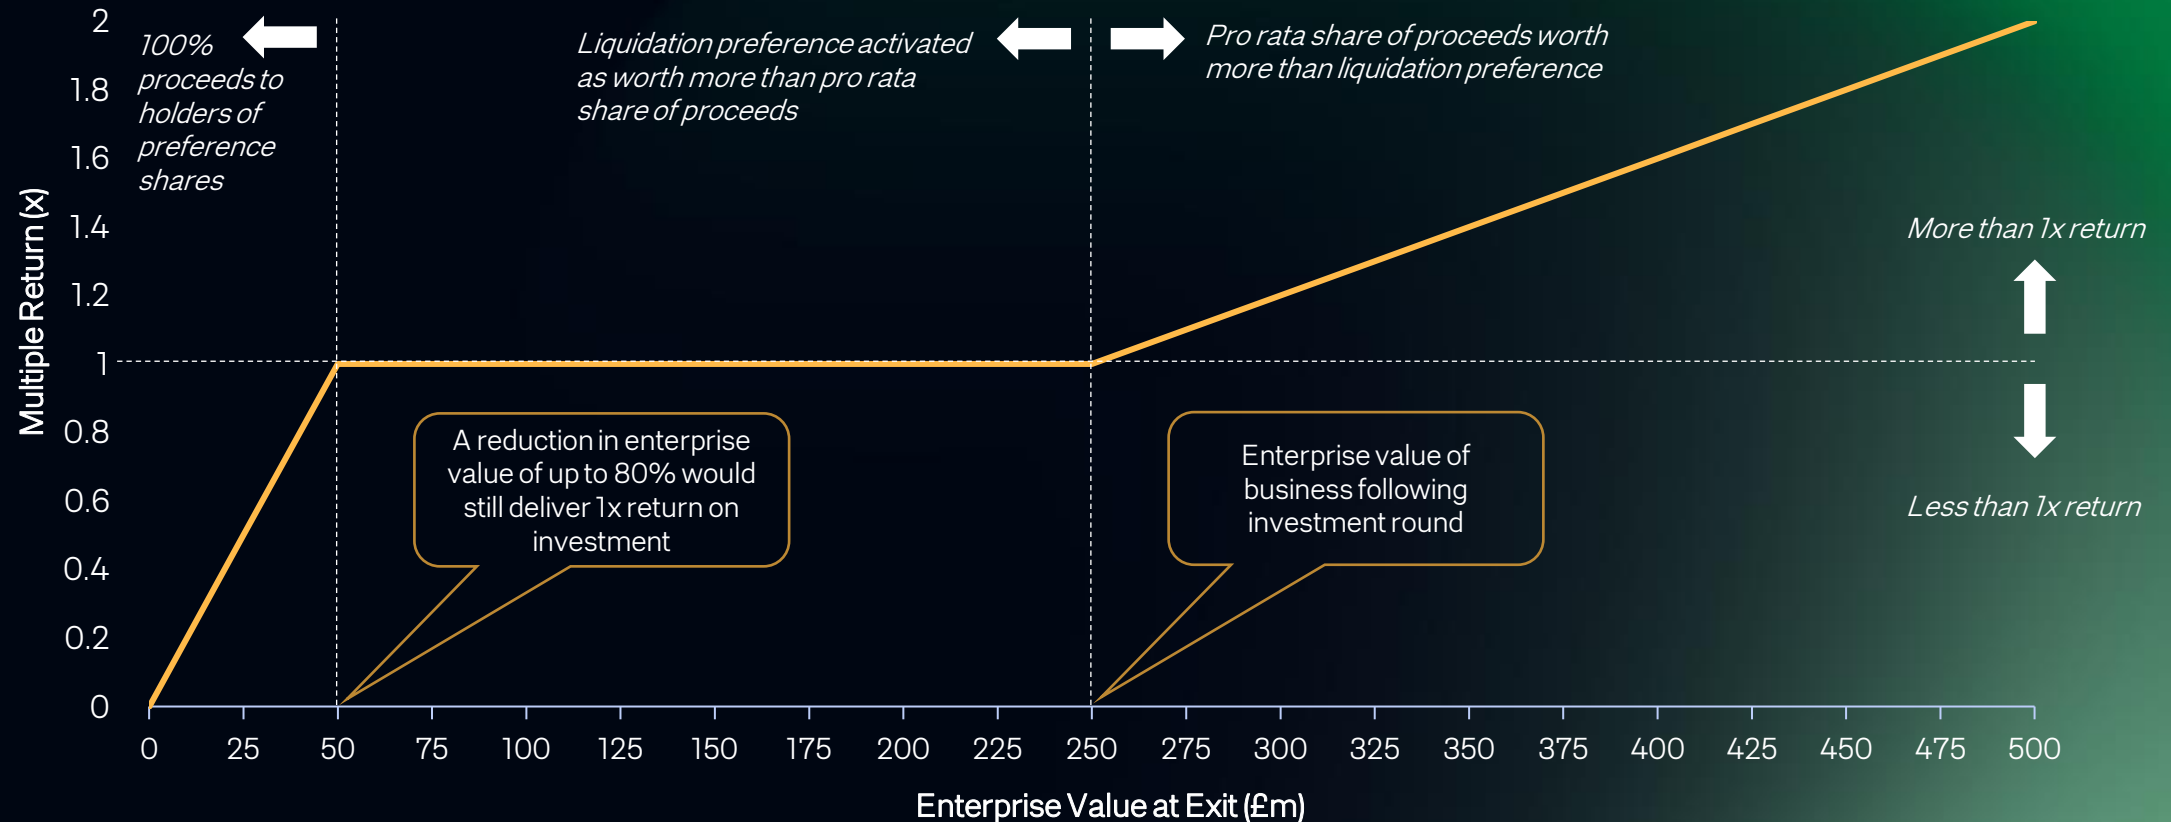 100%
proceeds to
holders of
preference
shares
Liquidation preference activated
as worth more than pro rata
share of proceeds
Pro rata share of proceeds worth
more than liquidation preference
Multiple Return (x)
2
1.8
1.6
1.4
1.2
1
0.8
0.6
0.4
0.2
0
More than 1x return
Less than 1x return
A reduction in enterprise
value of up to 80% would
still deliver 1x return on
investment
Enterprise value of
business following
investment round
0 25 50 75 100 125 150 175 200 225 250 275 300 325 350 375 400 425 450 475 500
Enterprise Value at Exit (£m)